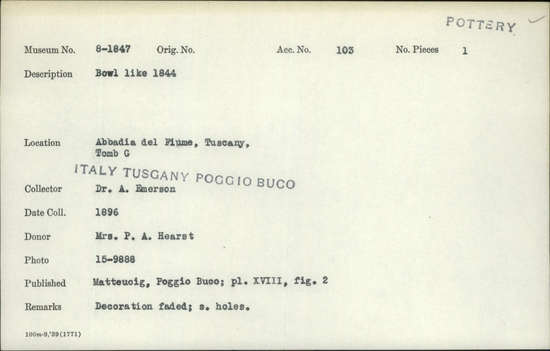 POTTERY
Museum No. 8-1847 Orig. No. Acc. No. 103 No. Pieces 1
Description Bowl like 1844
Location Abbadia del Fiume, Tuscany,
Tomb G
ITALY TUSCANY POGGIO BUCO
Collector Dr. A. Emerson
Date Coll. 1896
Donor Mrs. P. A. Hearst
Photo 15-9888
Published Matteucig, Poggio Buco; pl. XVIII, fig. 2
Remarks Decoration faded; s. holes.
100m-8,'39(1771)